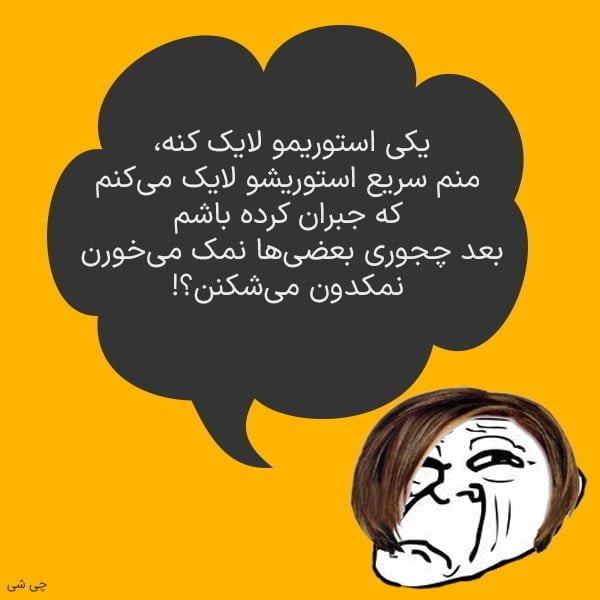 یکی استوریمو لایک کنه،
منم سریع استوریشو لایک می‌کنم
که جبران کرده باشم
بعد چجوری بعضی‌ها نمک می‌خورن
نمکدون می‌شکنن؟!
چی شی